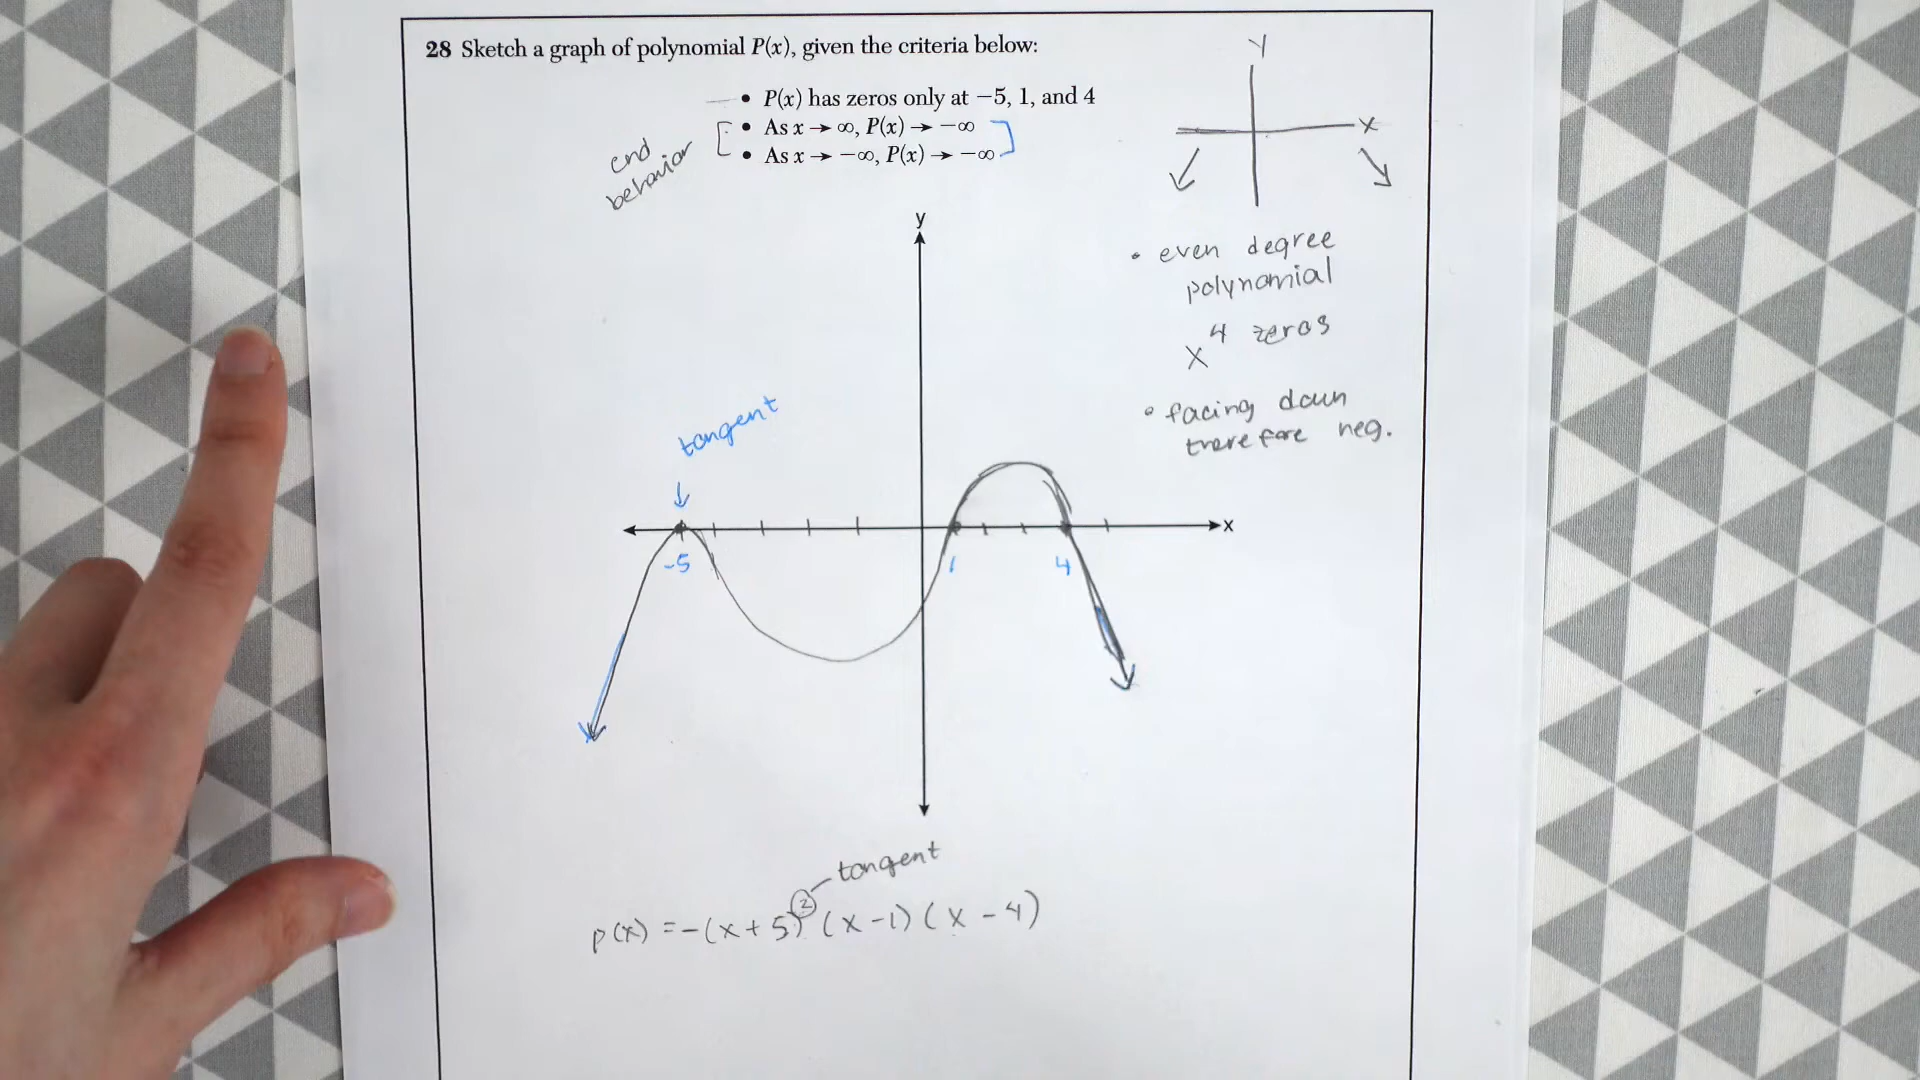 28 Sketch a graph of polynomial P(x), given the criteria below:
• P(x) has zeros only at −5, 1, and 4
• As x → ∞, P(x) → −∞
• As x → −∞, P(x) → −∞
end
behavior
y
x
• even degree
polynomial
x⁴ zeros
• facing down
therefore neg.
y
tangent
x
-5
1
4
tangent
p(x) = -(x+5)² (x-1) (x-4)